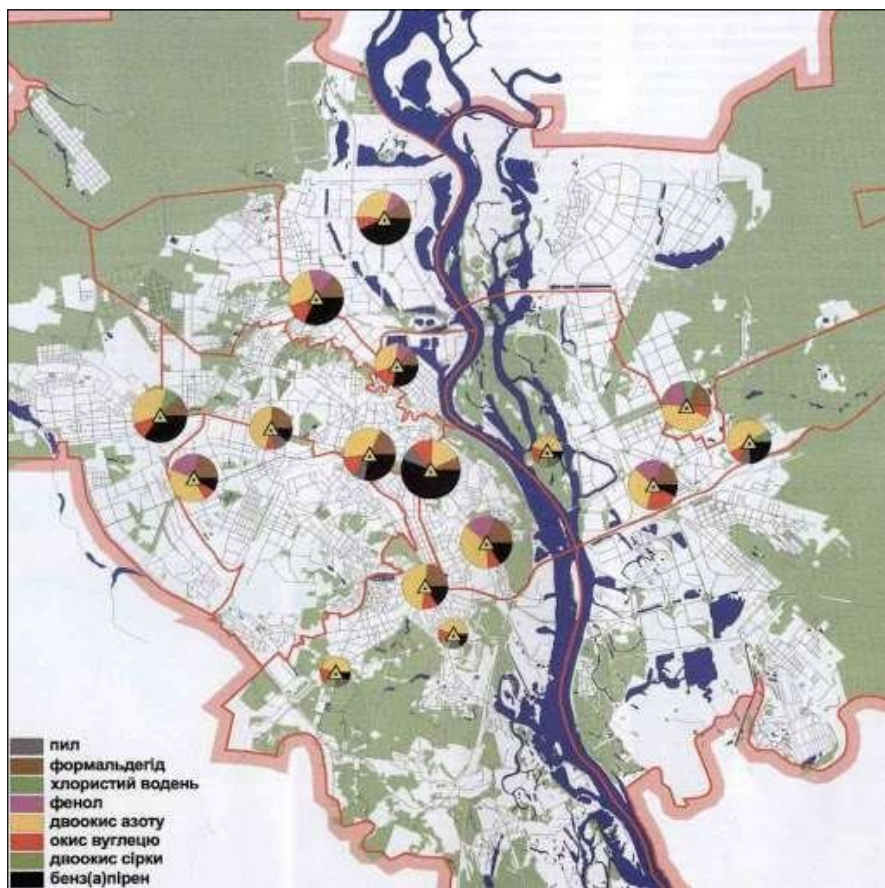 пил
формальдегід
хлористий водень
фенол
двоокис азоту
окис вуглецю
двоокис сірки
бенз(а)пірен